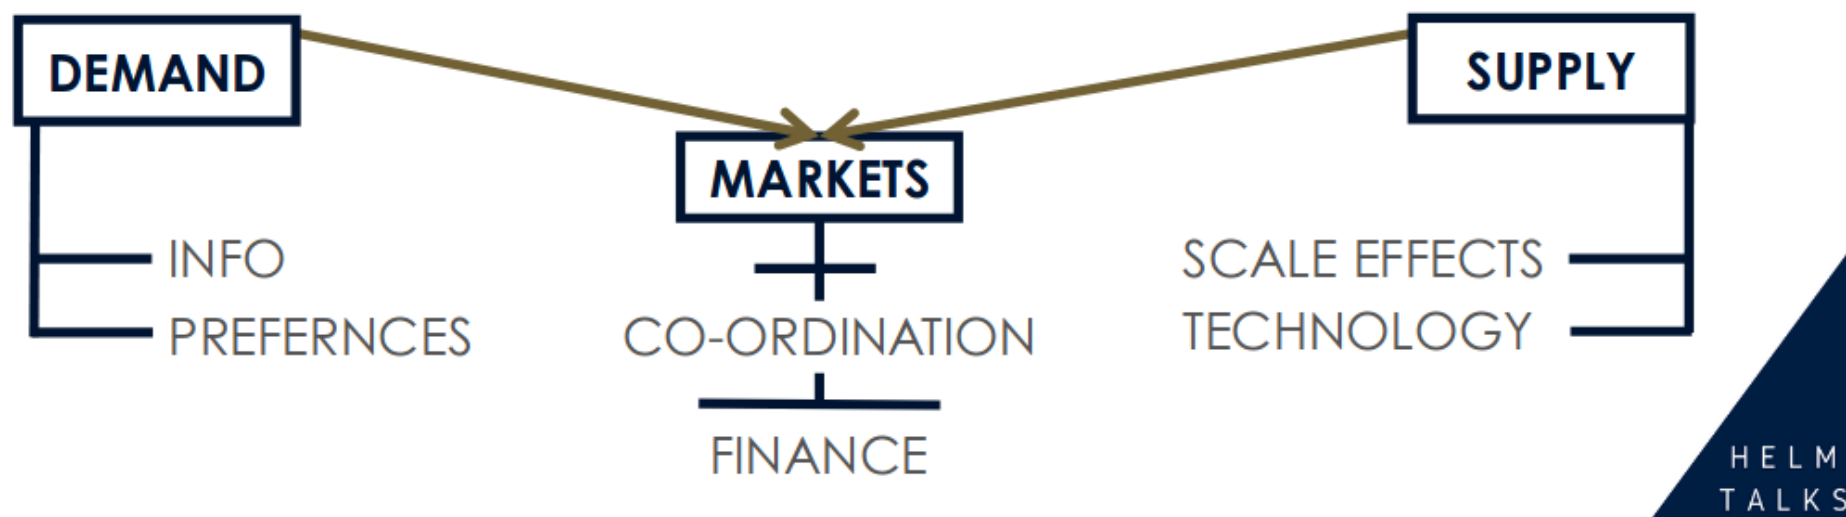 DEMAND
SUPPLY
MARKETS
INFO
PREFERNCES
CO-ORDINATION
FINANCE
SCALE EFFECTS
TECHNOLOGY
HELM
TALKS